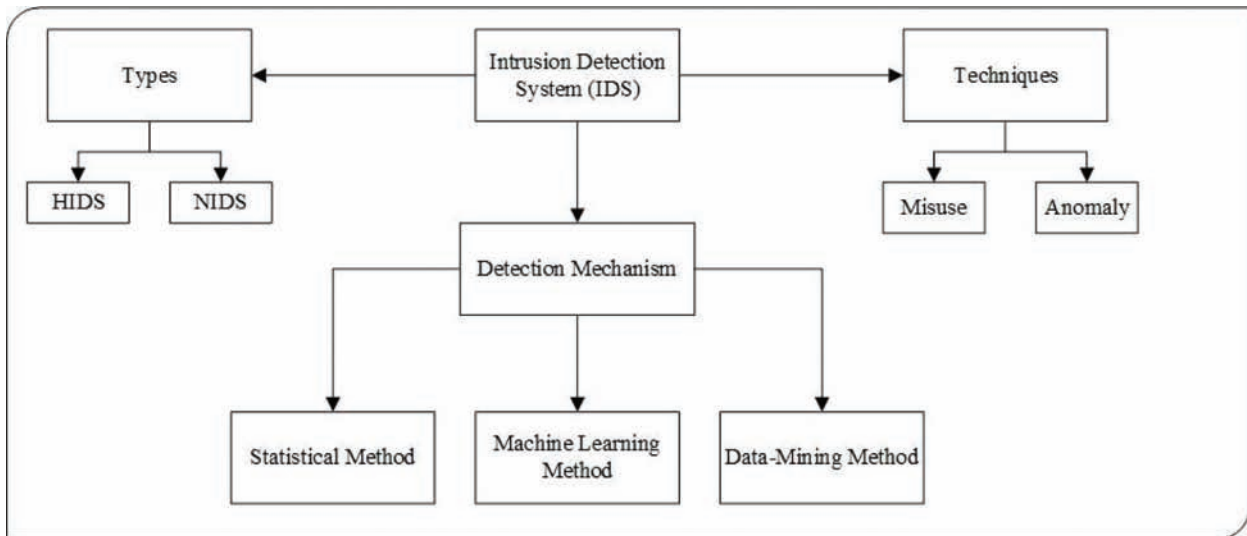 Types
Intrusion Detection
System (IDS)
Techniques
HIDS
NIDS
Misuse
Anomaly
Detection Mechanism
Statistical Method
Machine Learning
Method
Data-Mining Method